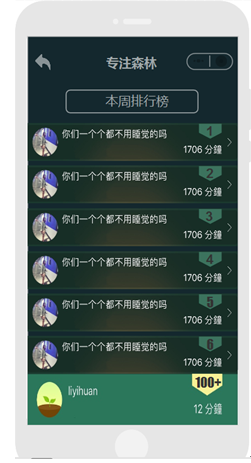 专注森林
本周排行榜
1
你们一个个都不用睡觉的吗
1706 分鐘
2
你们一个个都不用睡觉的吗
1706 分鐘
3
你们一个个都不用睡觉的吗
1706 分鐘
4
你们一个个都不用睡觉的吗
1706 分鐘
5
你们一个个都不用睡觉的吗
1706 分鐘
6
你们一个个都不用睡觉的吗
1706 分鐘
100+
liyihuan
12 分鐘